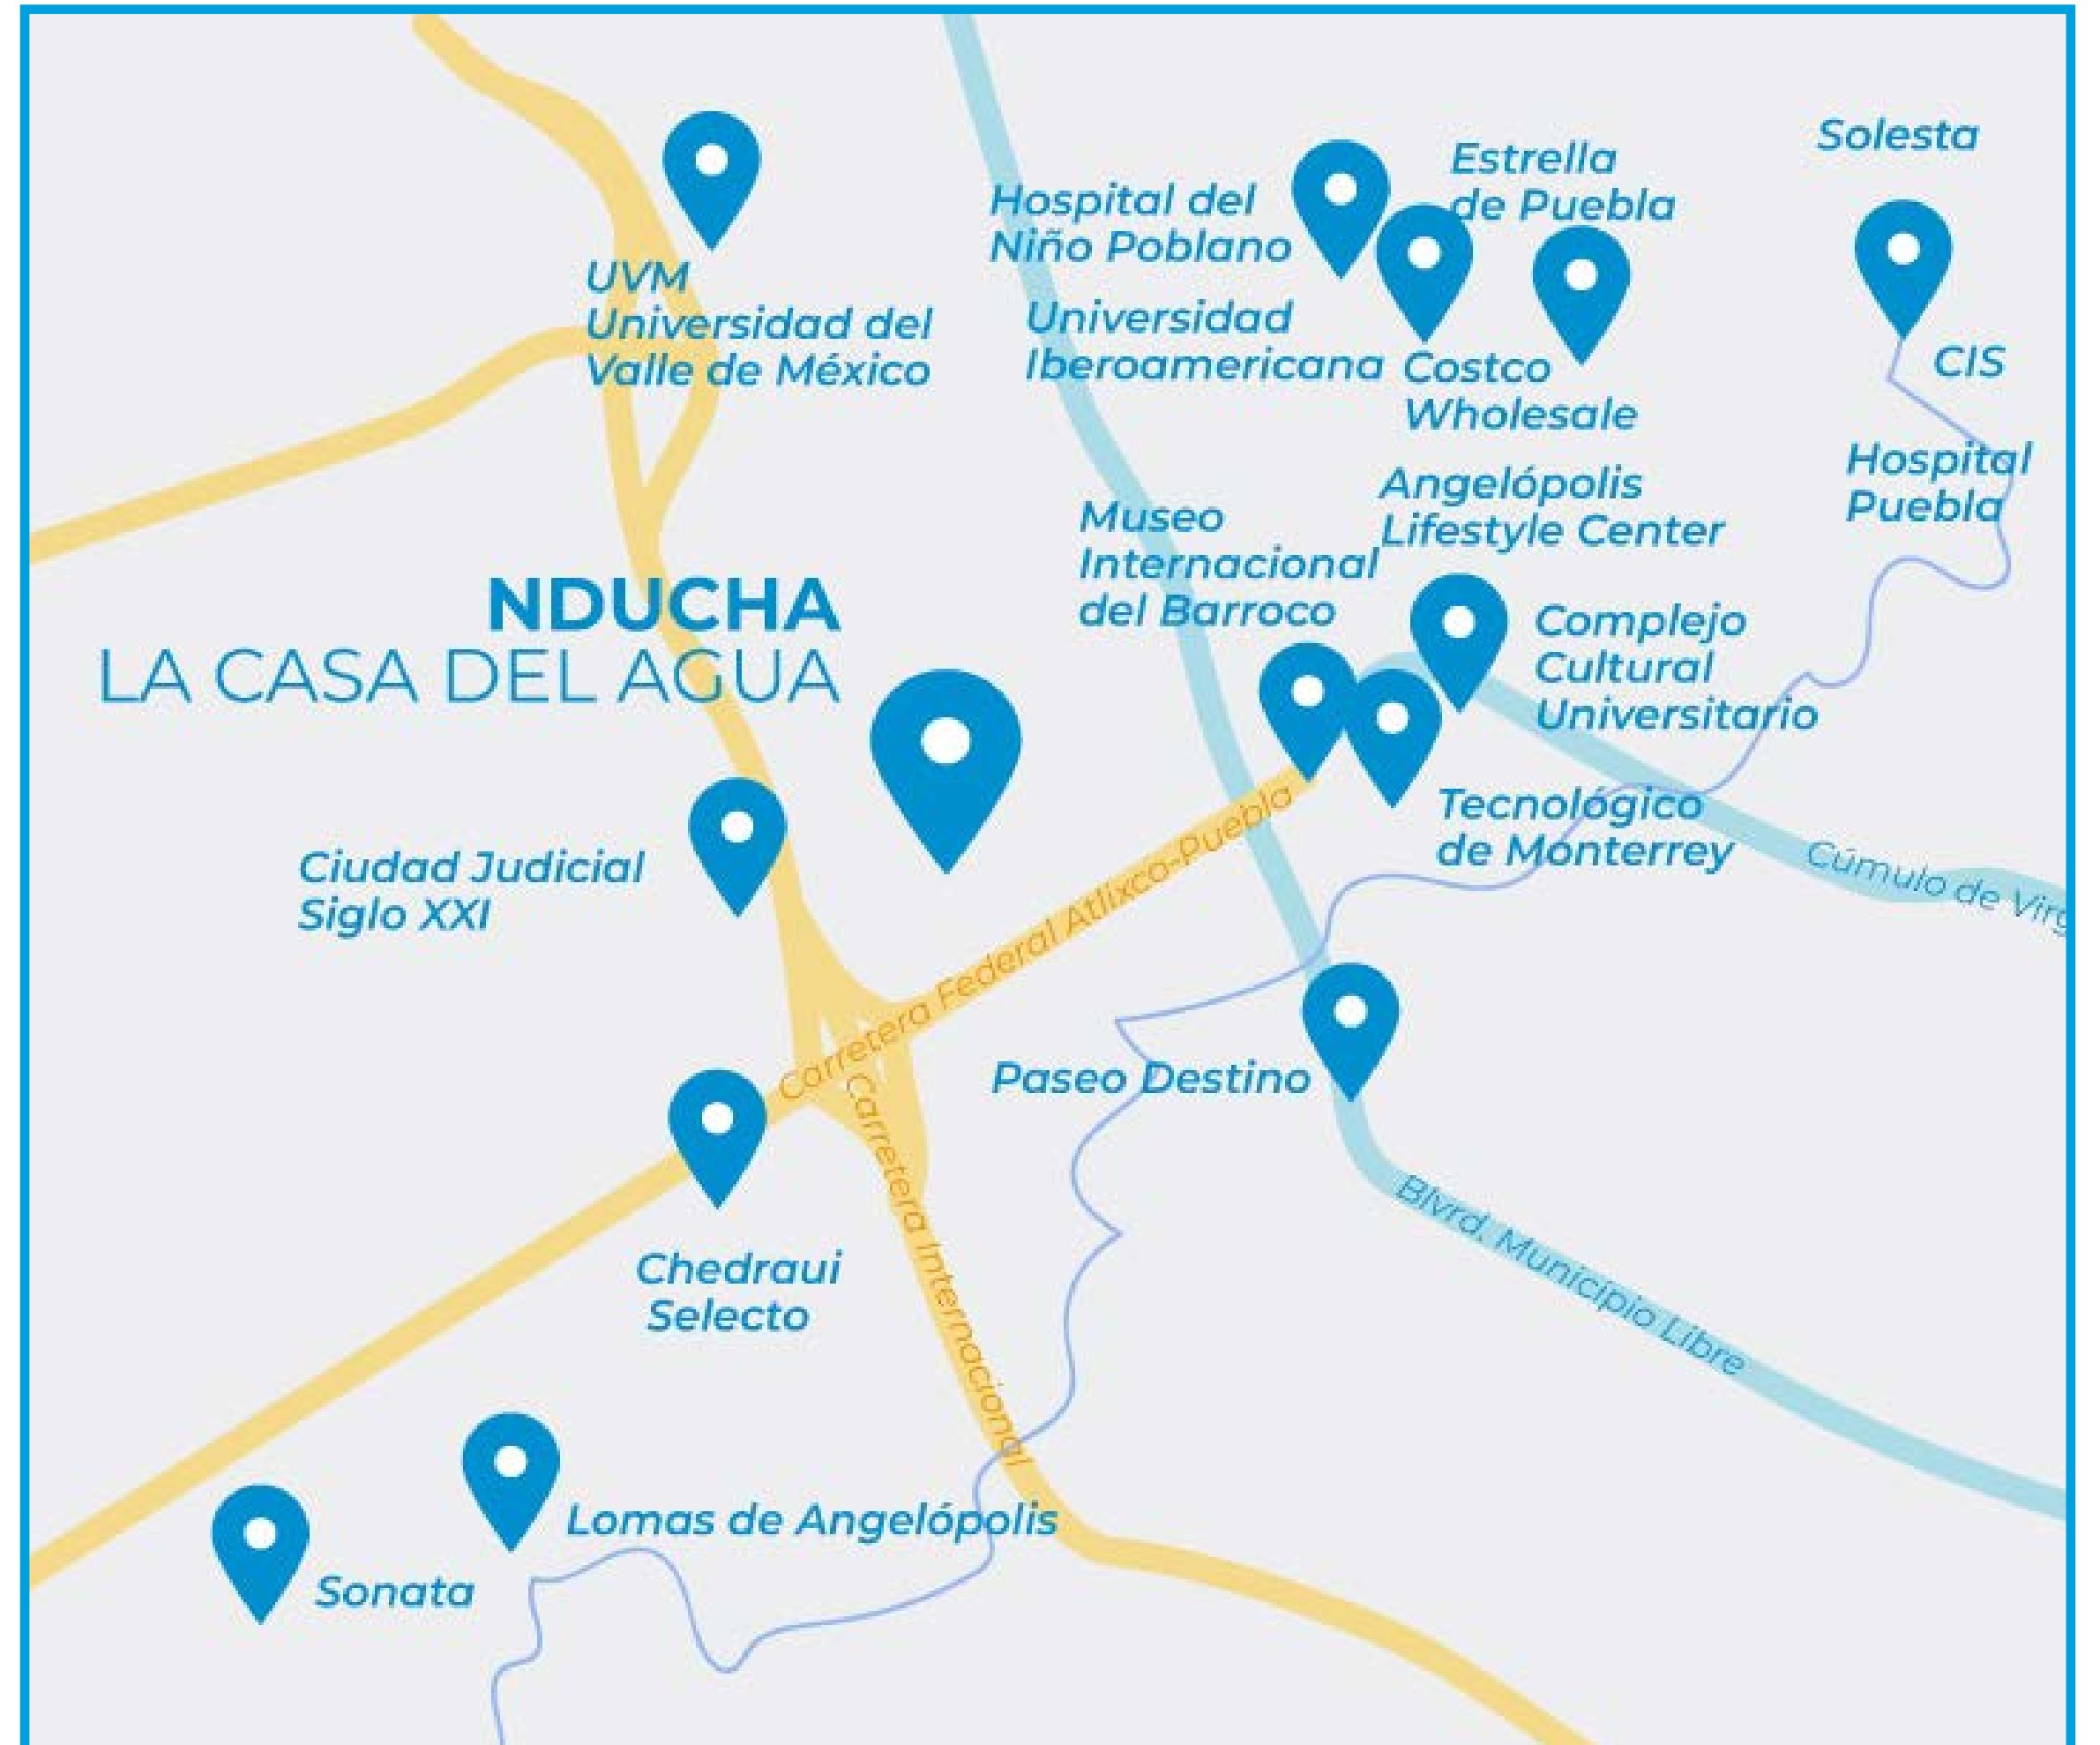 Solesta
Estrella
de Puebla
Hospital del
Niño Poblano
UVM
Universidad del
Valle de México
Universidad
Iberoamericana
Costco
Wholesale
CIS
Hospital
Puebla
Angelópolis
Lifestyle Center
Museo
Internacional
del Barroco
NDUCHA
LA CASA DEL AGUA
Complejo
Cultural
Universitario
Tecnológico
de Monterrey
Cúmulo de Virg
Ciudad Judicial
Siglo XXI
Carretera Federal Atlixco-Puebla
Paseo Destino
Carretera Internacional
Blvrd. Municipio Libre
Chedraui
Selecto
Lomas de Angelópolis
Sonata